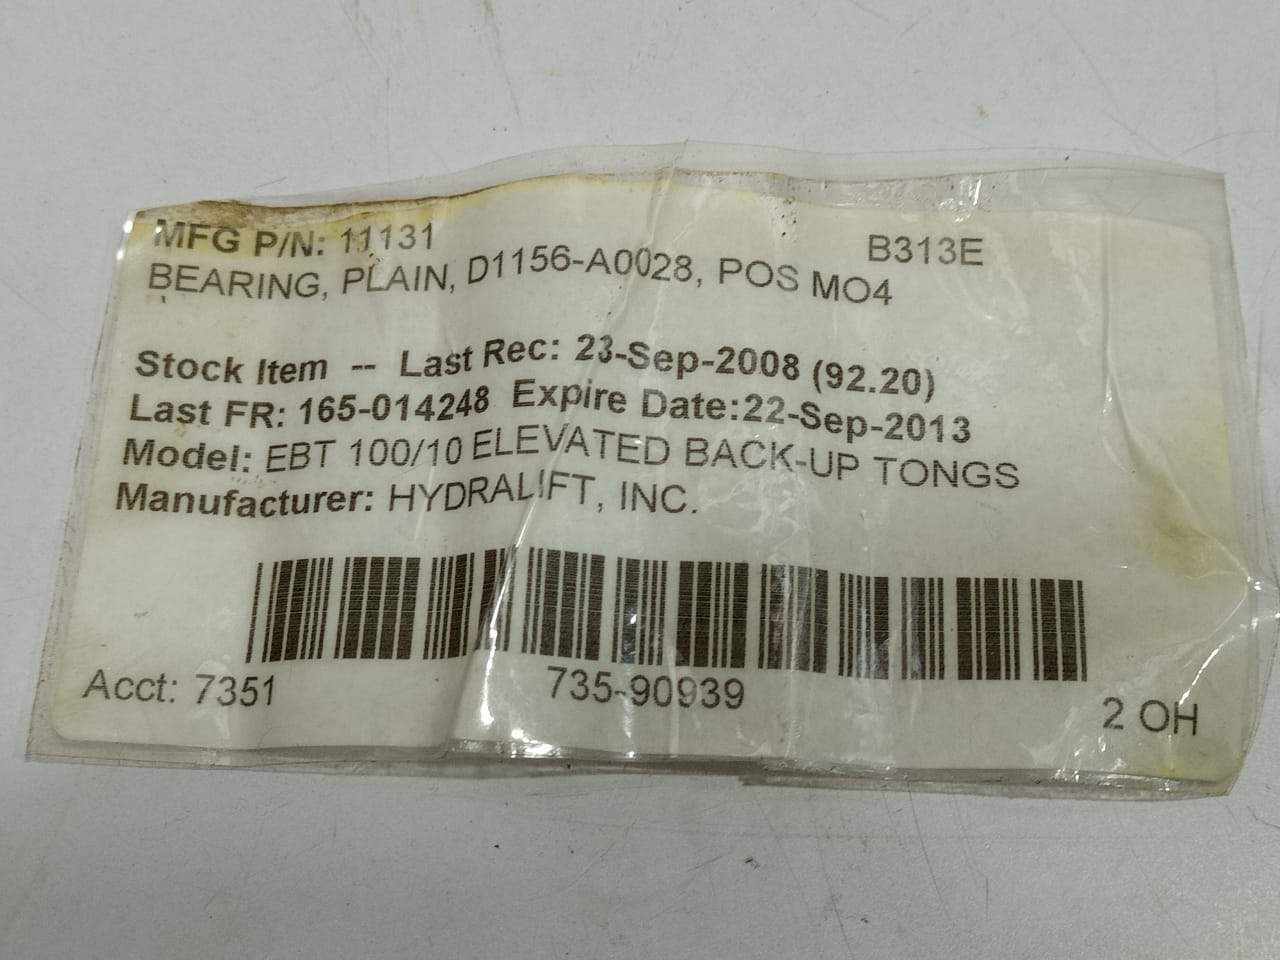 MFG P/N: 11131 B313E
BEARING, PLAIN, D1156-A0028, POS MO4
Stock Item -- Last Rec: 23-Sep-2008 (92.20)
Last FR: 165-014248 Expire Date:22-Sep-2013
Model: EBT 100/10 ELEVATED BACK-UP TONGS
Manufacturer: HYDRALIFT, INC.
Acct: 7351 735-90939 2 OH